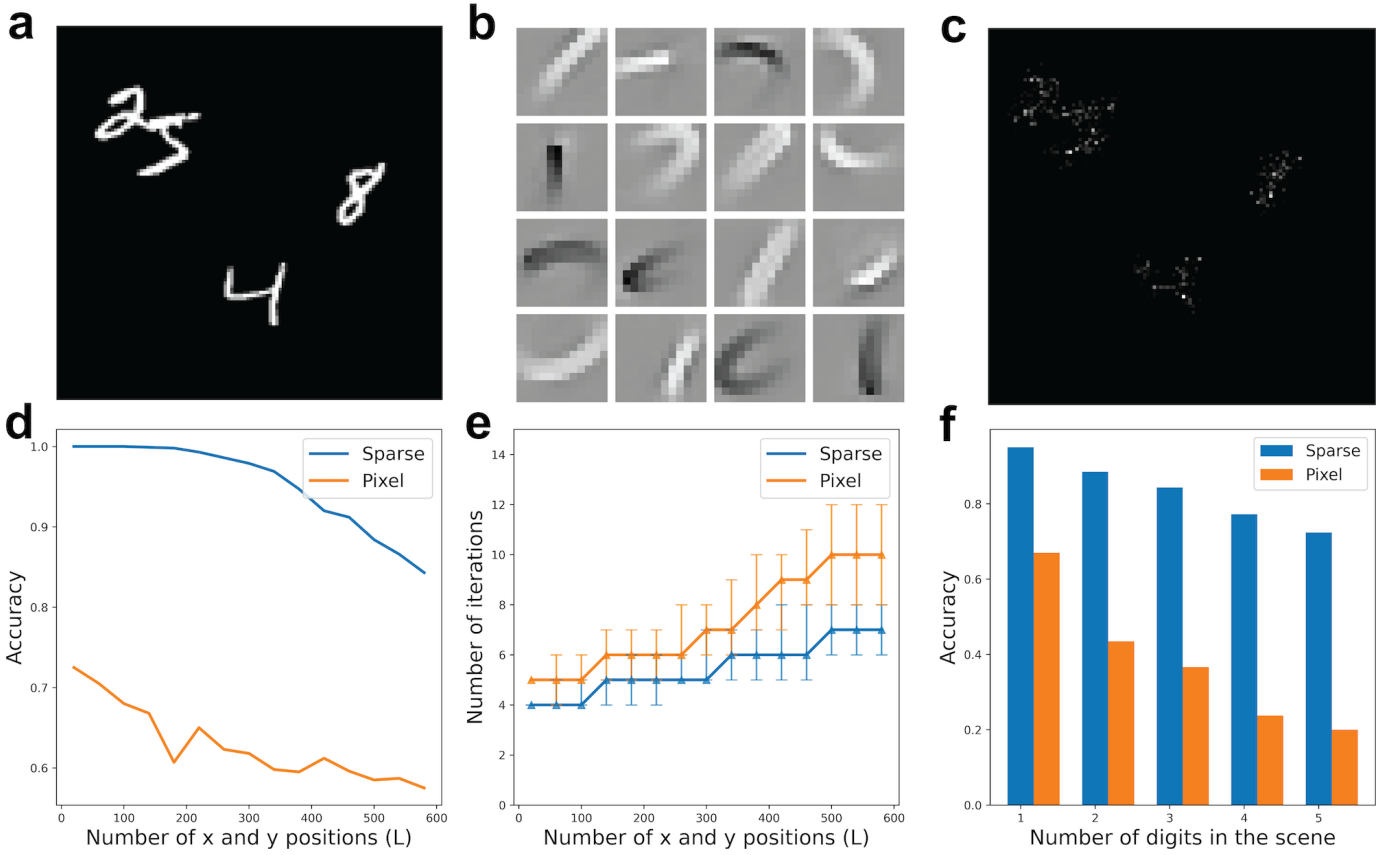 a
b
c
2
5
8
4
d
1.0
0.9
0.8
0.7
0.6
Accuracy
Sparse
Pixel
0 100 200 300 400 500 600
Number of x and y positions (L)
e
14
12
10
8
6
4
2
0
Number of iterations
Sparse
Pixel
0 100 200 300 400 500 600
Number of x and y positions (L)
f
0.8
0.6
0.4
0.2
0.0
Accuracy
Sparse
Pixel
1 2 3 4 5
Number of digits in the scene